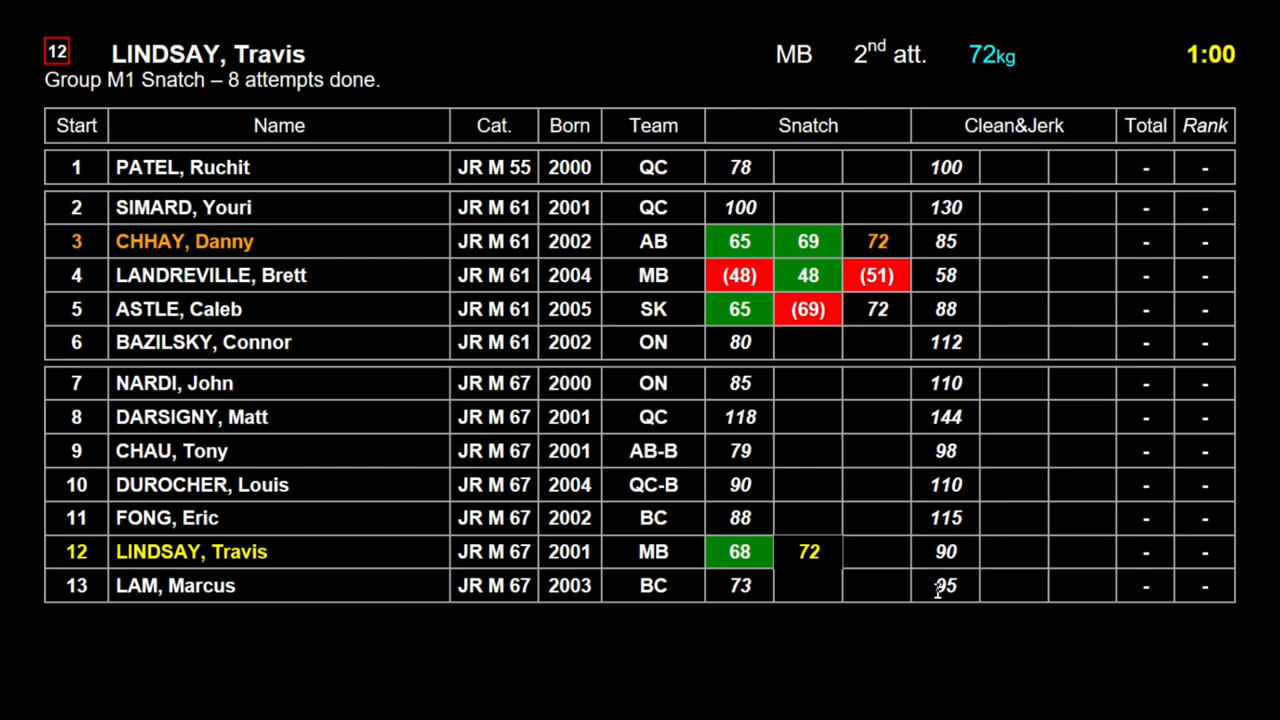 12 LINDSAY, Travis MB 2nd att. 72kg 1:00
Group M1 Snatch – 8 attempts done.
Start Name Cat. Born Team Snatch Clean&Jerk Total Rank
1 PATEL, Ruchit JR M 55 2000 QC 78 100 - -
2 SIMARD, Youri JR M 61 2001 QC 100 130 - -
3 CHHAY, Danny JR M 61 2002 AB 65 69 72 85 - -
4 LANDREVILLE, Brett JR M 61 2004 MB (48) 48 (51) 58 - -
5 ASTLE, Caleb JR M 61 2005 SK 65 (69) 72 88 - -
6 BAZILSKY, Connor JR M 61 2002 ON 80 112 - -
7 NARDI, John JR M 67 2000 ON 85 110 - -
8 DARSIGNY, Matt JR M 67 2001 QC 118 144 - -
9 CHAU, Tony JR M 67 2001 AB-B 79 98 - -
10 DUROCHER, Louis JR M 67 2004 QC-B 90 110 - -
11 FONG, Eric JR M 67 2002 BC 88 115 - -
12 LINDSAY, Travis JR M 67 2001 MB 68 72 90 - -
13 LAM, Marcus JR M 67 2003 BC 73 95 - -